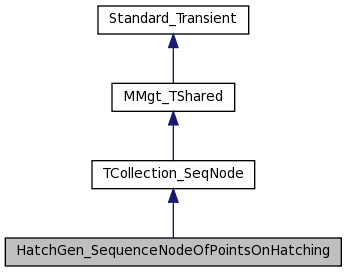 Standard_Transient
MMgt_TShared
TCollection_SeqNode
HatchGen_SequenceNodeOfPointsOnHatching